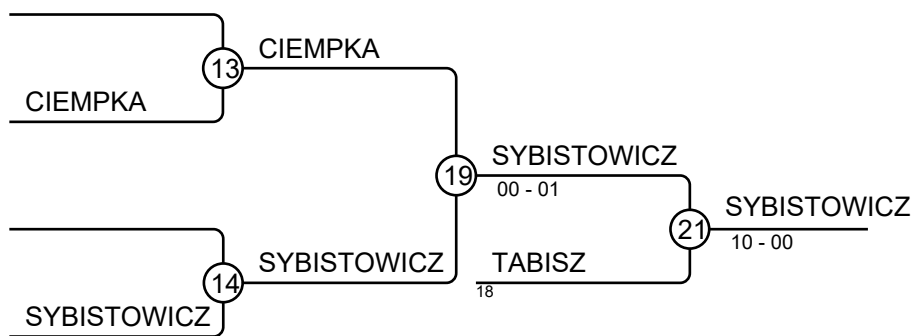 CIEMPKA
13
CIEMPKA
SYBISTOWICZ
19
00 - 01
SYBISTOWICZ
21
10 - 00
SYBISTOWICZ
14
TABISZ
18
SYBISTOWICZ